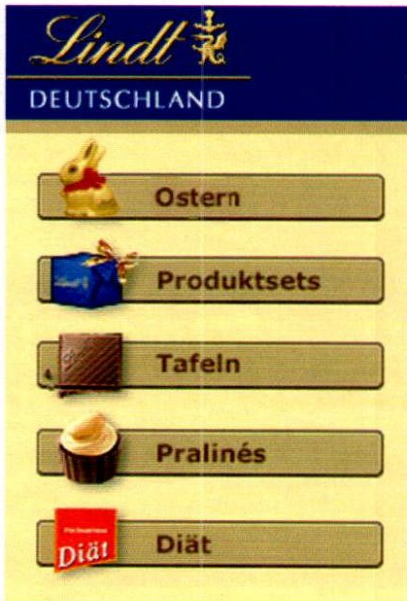 Lindt
DEUTSCHLAND
Ostern
Produktsets
Tafeln
Pralinés
Diät
Diät